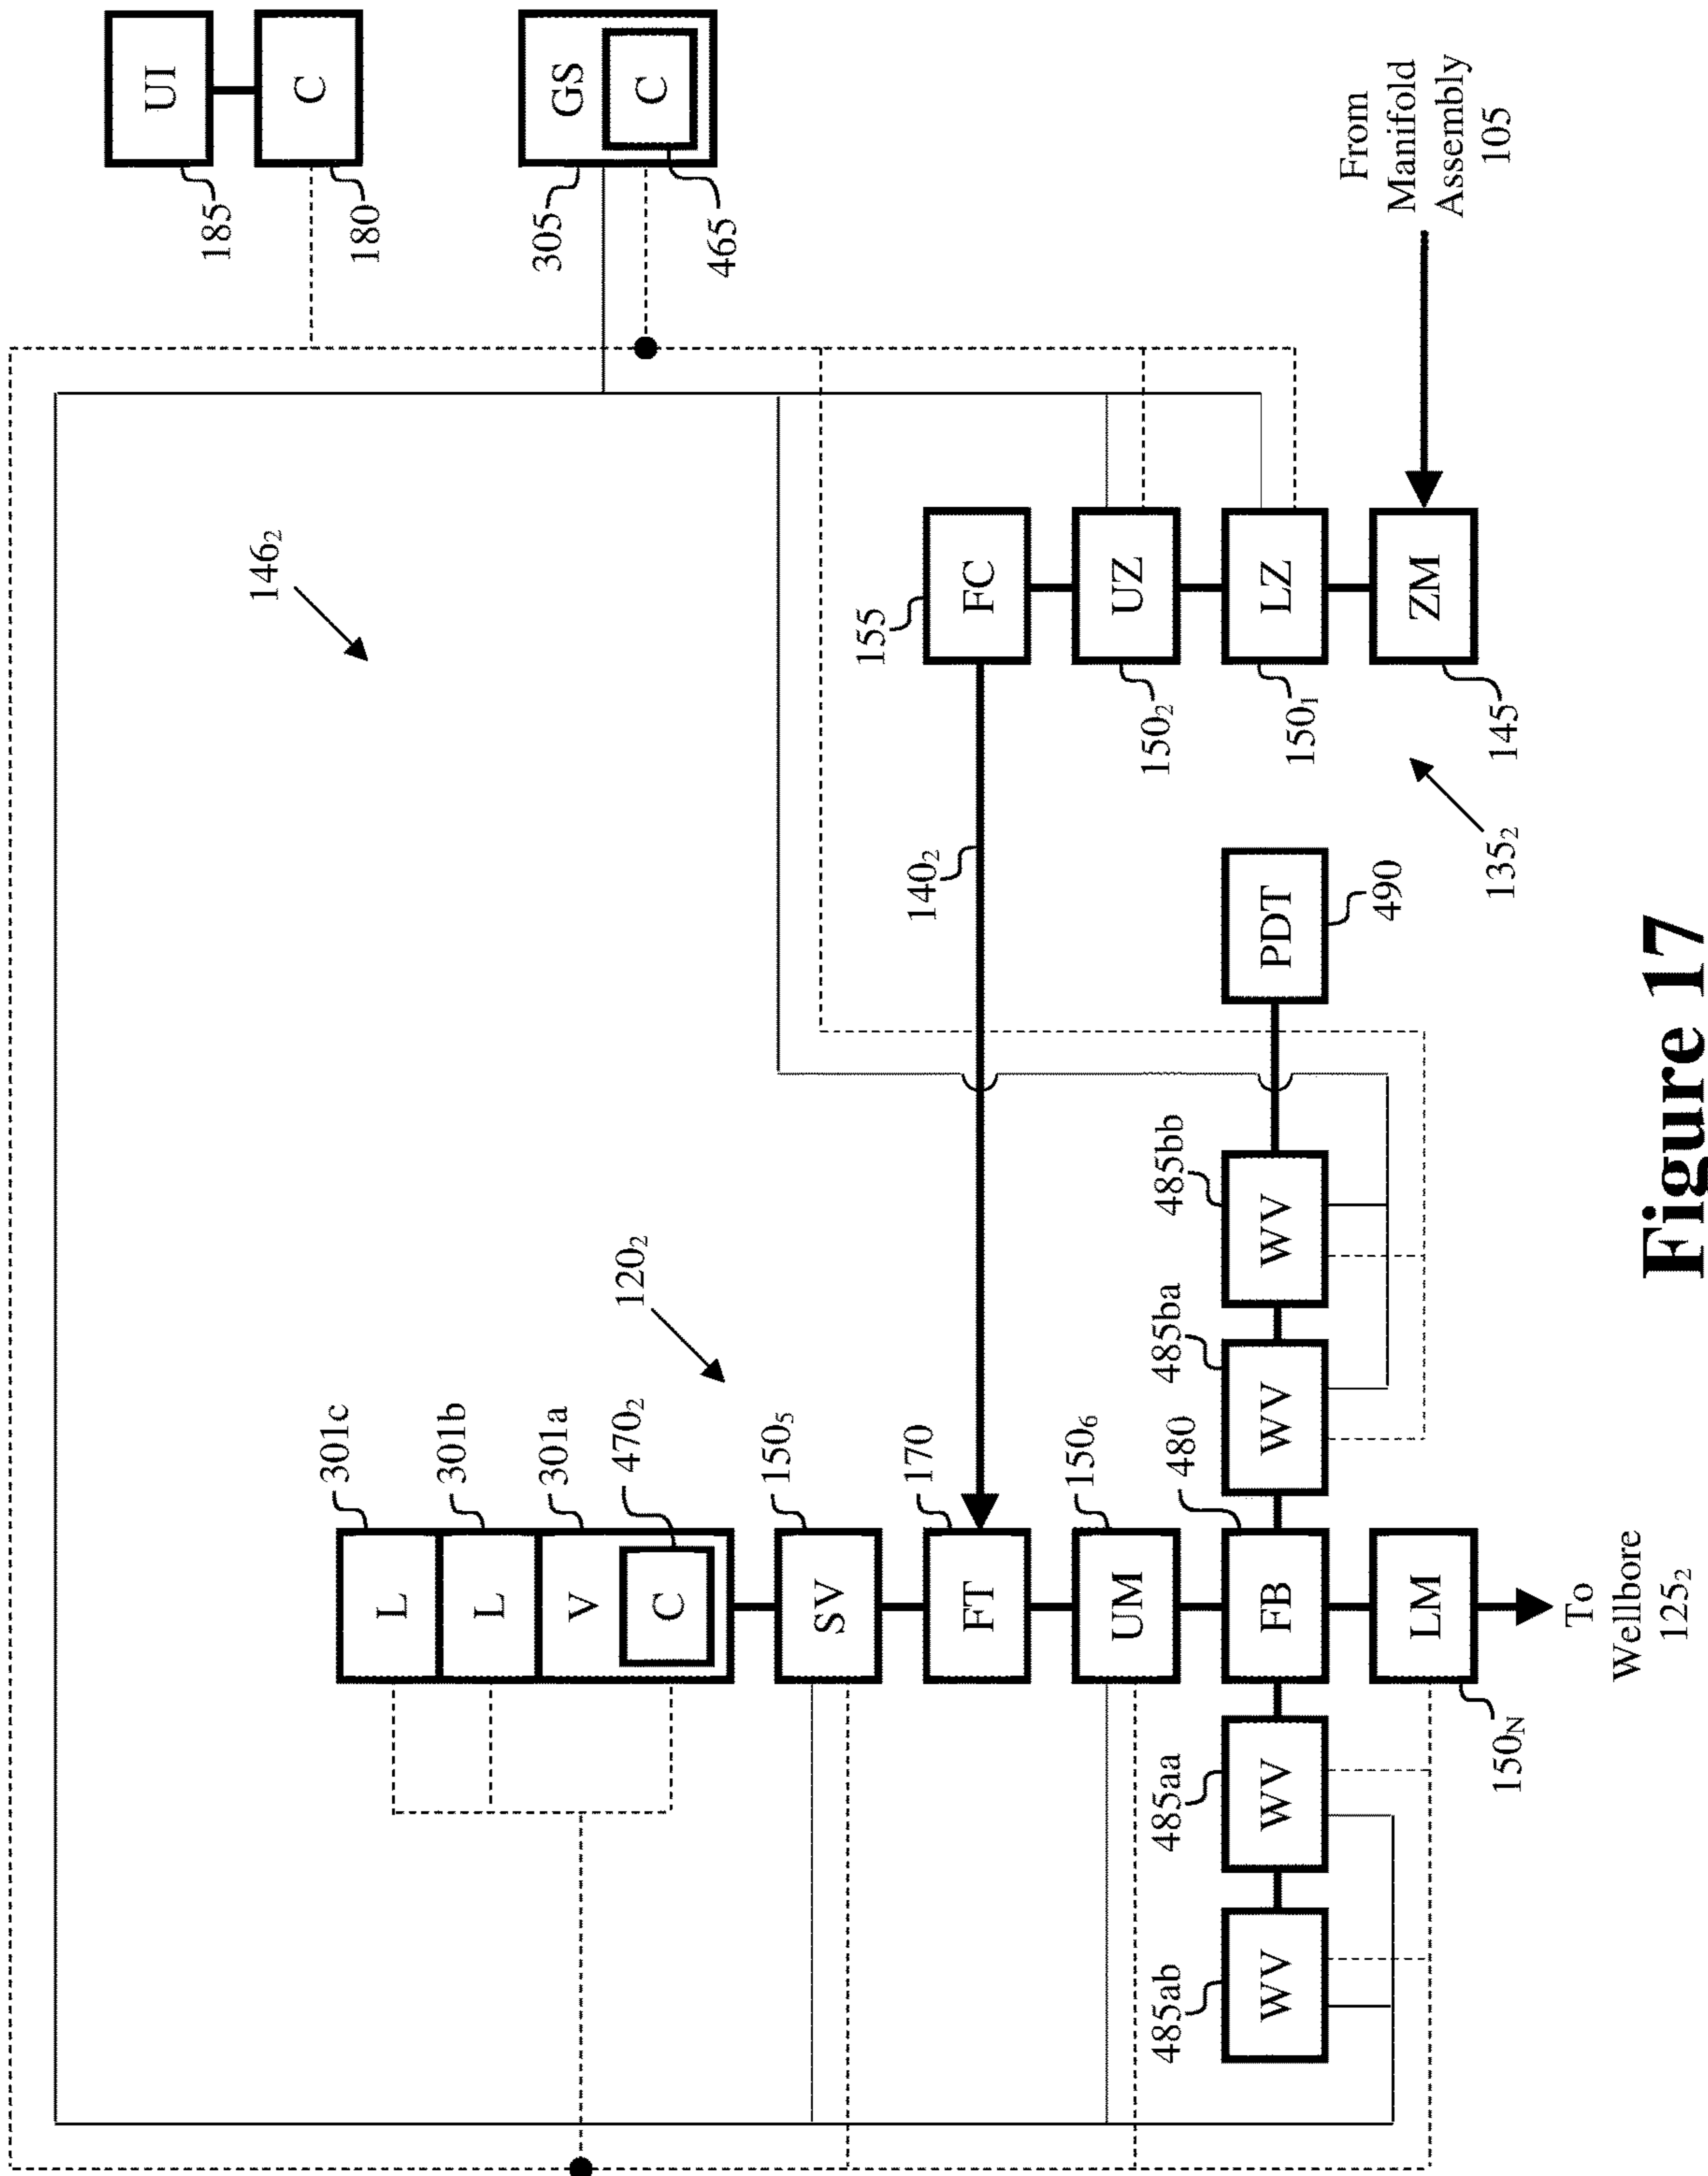 UI
185
C
180
GS
305
C
465
146₂
From
Manifold
Assembly
105
301c
L
301b
L
301a
V
470₂
C
120₂
150₅
SV
170
FT
140₂
155
FC
150₆
UM
150₂
UZ
480
FB
485aa
WV
485ab
WV
485ba
WV
485bb
WV
PDT
490
150₁
LZ
ZM
145
135₂
LM
150N
To
Wellbore
125₂
Figure 17